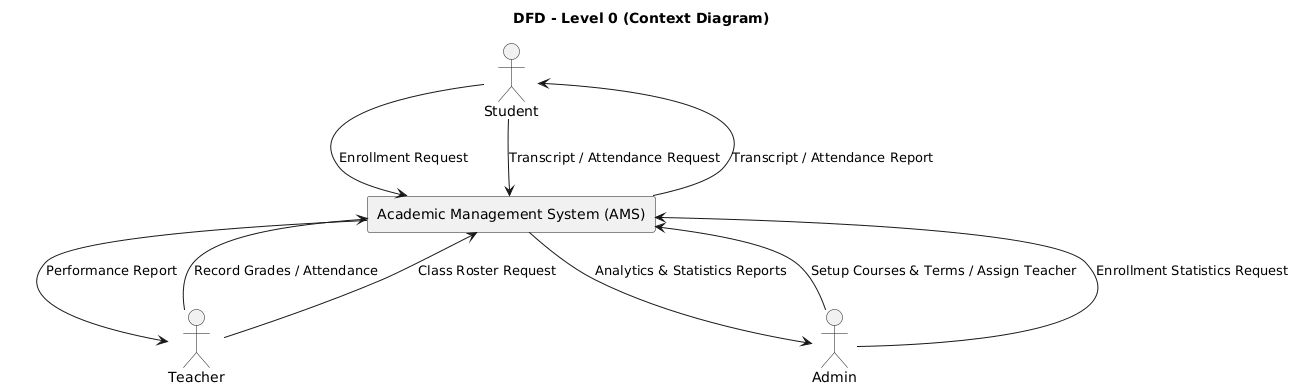 DFD - Level 0 (Context Diagram)
Student
Enrollment Request
Transcript / Attendance Request
Transcript / Attendance Report
Academic Management System (AMS)
Performance Report
Record Grades / Attendance
Class Roster Request
Analytics & Statistics Reports
Setup Courses & Terms / Assign Teacher
Enrollment Statistics Request
Teacher
Admin